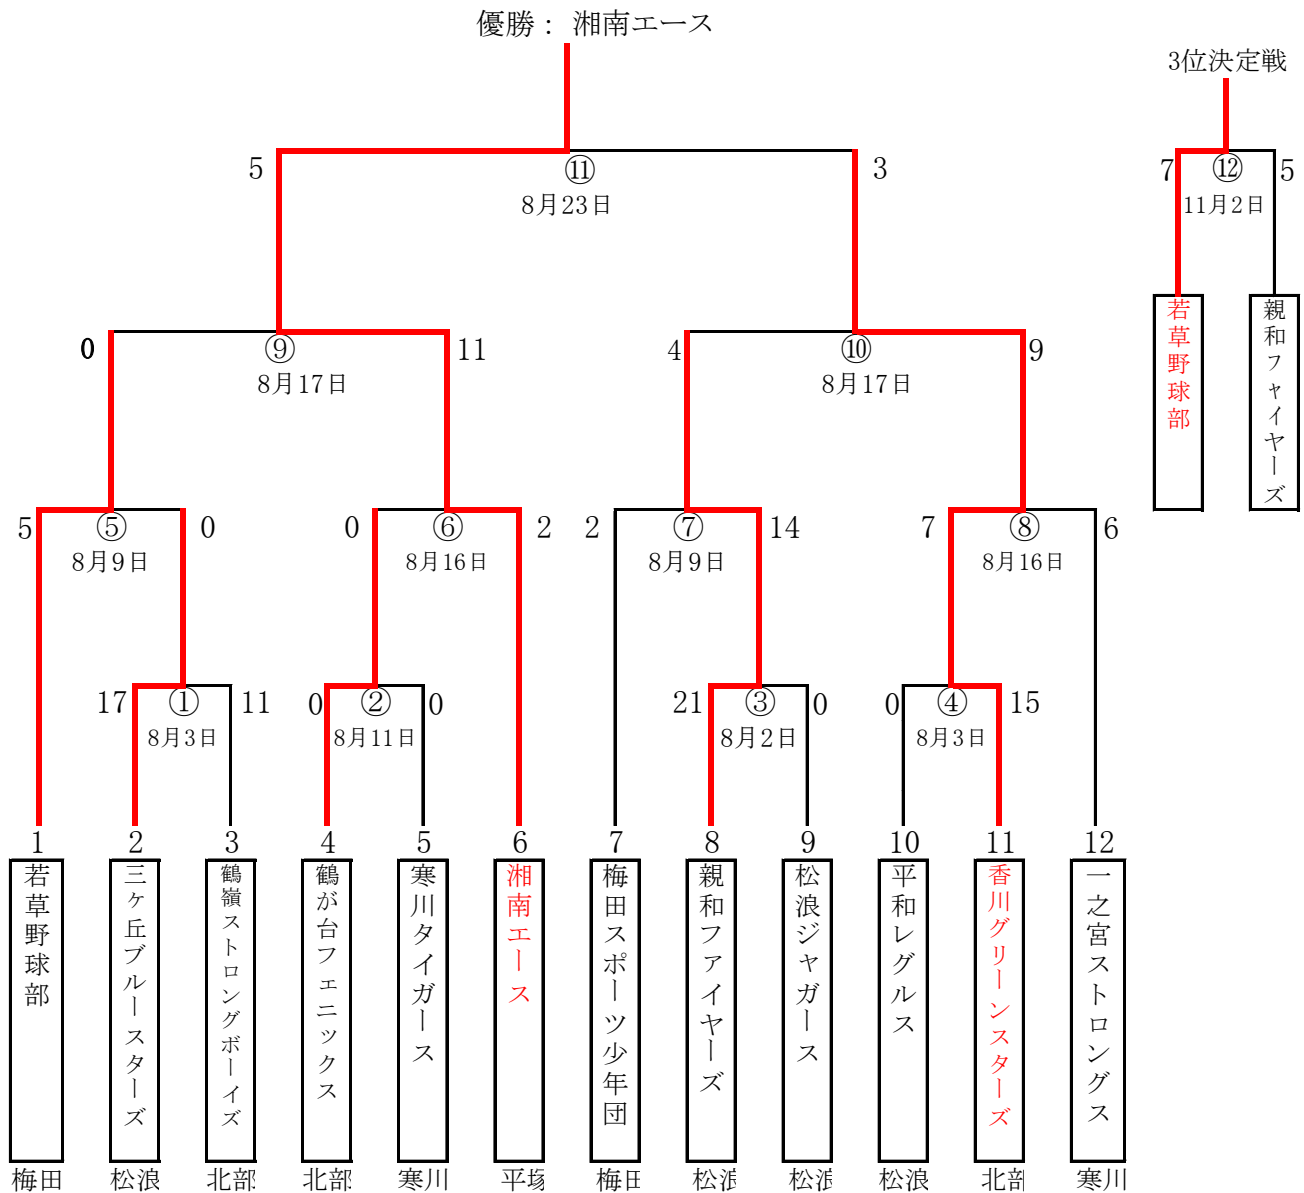 優勝： 湘南エース
3位決定戦
5
⑪
3
8月23日
7
⑫
5
11月2日
若草野球部
親和ファイヤーズ
0
⑨
11
8月17日
4
⑩
9
8月17日
5
⑤
0
8月9日
0
⑥
2
8月16日
2
⑦
14
8月9日
7
⑧
6
8月16日
17
①
11
8月3日
0
②
0
8月11日
21
③
0
8月2日
0
④
15
8月3日
1
2
3
4
5
6
7
8
9
10
11
12
若草野球部
三ヶ丘ブルースターズ
鶴嶺ストロングボーイズ
鶴が台フェニックス
寒川タイガース
湘南エース
梅田スポーツ少年団
親和ファイヤーズ
松浪ジャガース
平和レグルス
香川グリーンスターズ
一之宮ストロングス
梅田
松浪
北部
北部
寒川
平塚
梅田
松浪
松浪
松浪
北部
寒川